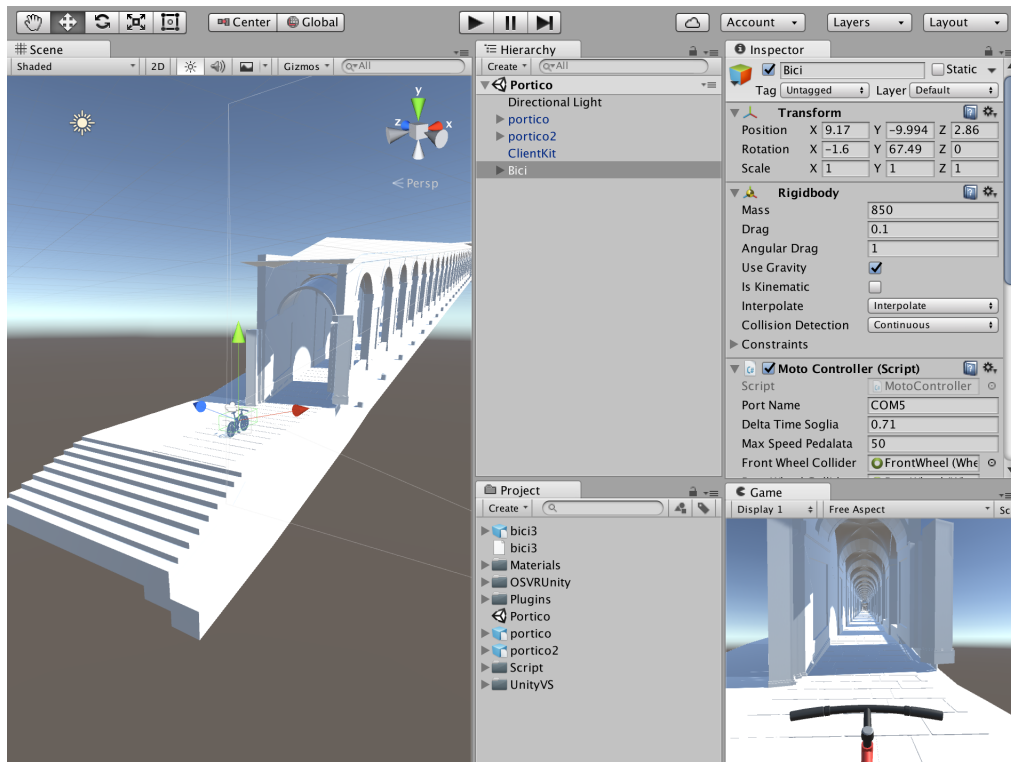 Center Global Account Layers Layout
Scene
Shaded 2D Gizmos All
y
z x
Persp
Hierarchy
Create All
Portico
Directional Light
portico
portico2
ClientKit
Bici
Inspector
Bici Static
Tag Untagged Layer Default
Transform
Position X 9.17 Y -9.994 Z 2.86
Rotation X -1.6 Y 67.49 Z 0
Scale X 1 Y 1 Z 1
Rigidbody
Mass 850
Drag 0.1
Angular Drag 1
Use Gravity
Is Kinematic
Interpolate Interpolate
Collision Detection Continuous
Constraints
Moto Controller (Script)
Script MotoController
Port Name COM5
Delta Time Soglia 0.71
Max Speed Pedalata 50
Front Wheel Collider FrontWheel (Whe
Project
Create
bici3
bici3
Materials
OSVRUnity
Plugins
Portico
portico
portico2
Script
UnityVS
Game
Display 1 Free Aspect Sc